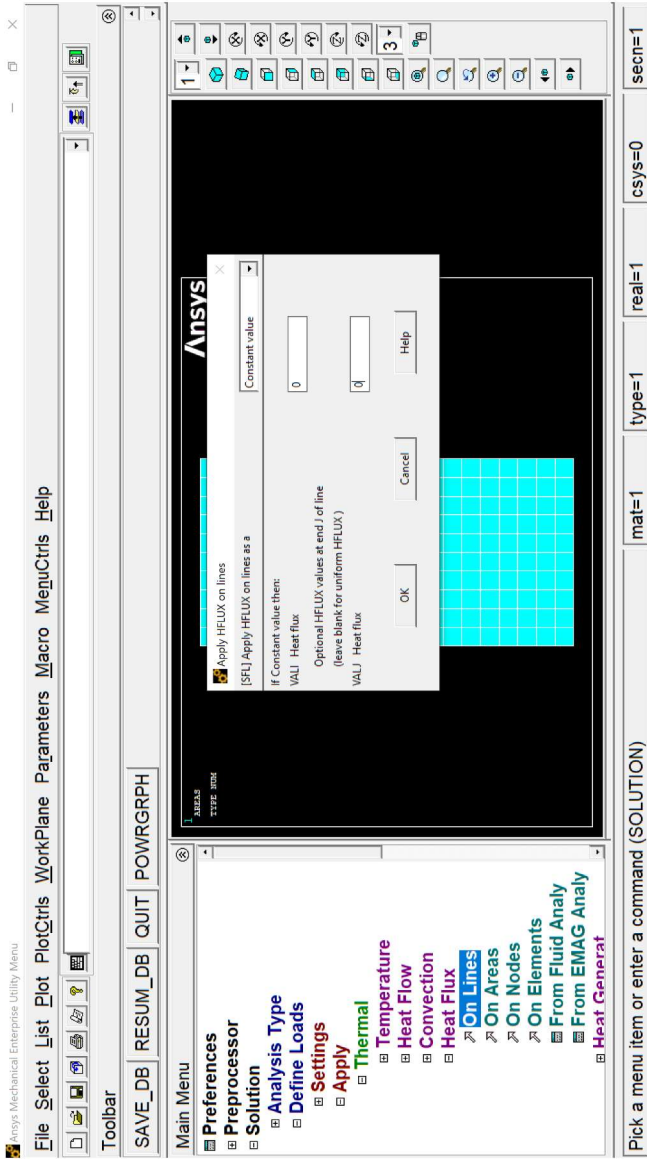 Ansys Mechanical Enterprise Utility Menu
File Select List Plot PlotCtrls WorkPlane Parameters Macro MenuCtrls Help
Toolbar
SAVE_DB RESUM_DB QUIT POWRGRPH
Main Menu
Preferences
Preprocessor
Solution
Analysis Type
Define Loads
Settings
Apply
Thermal
Temperature
Heat Flow
Convection
Heat Flux
On Lines
On Areas
On Nodes
On Elements
From Fluid Analy
From EMAG Analy
Heat Generat
1
AREAS
TYPE NUM
Ansys
Apply HFLUX on lines
[SFL] Apply HFLUX on lines as a Constant value
If Constant value then:
VALI Heat flux 0
Optional HFLUX values at end J of line
(leave blank for uniform HFLUX )
VALJ Heat flux 0
OK Cancel Help
1
3
Pick a menu item or enter a command (SOLUTION) mat=1 type=1 real=1 csys=0 secn=1